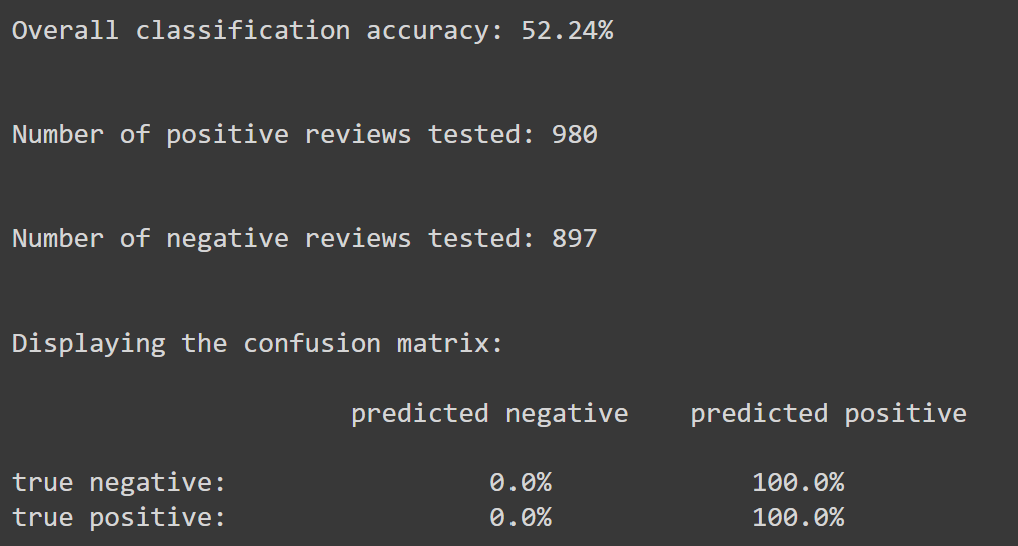 Overall classification accuracy: 52.24%
Number of positive reviews tested: 980
Number of negative reviews tested: 897
Displaying the confusion matrix:
predicted negative    predicted positive
true negative:    0.0%    100.0%
true positive:    0.0%    100.0%